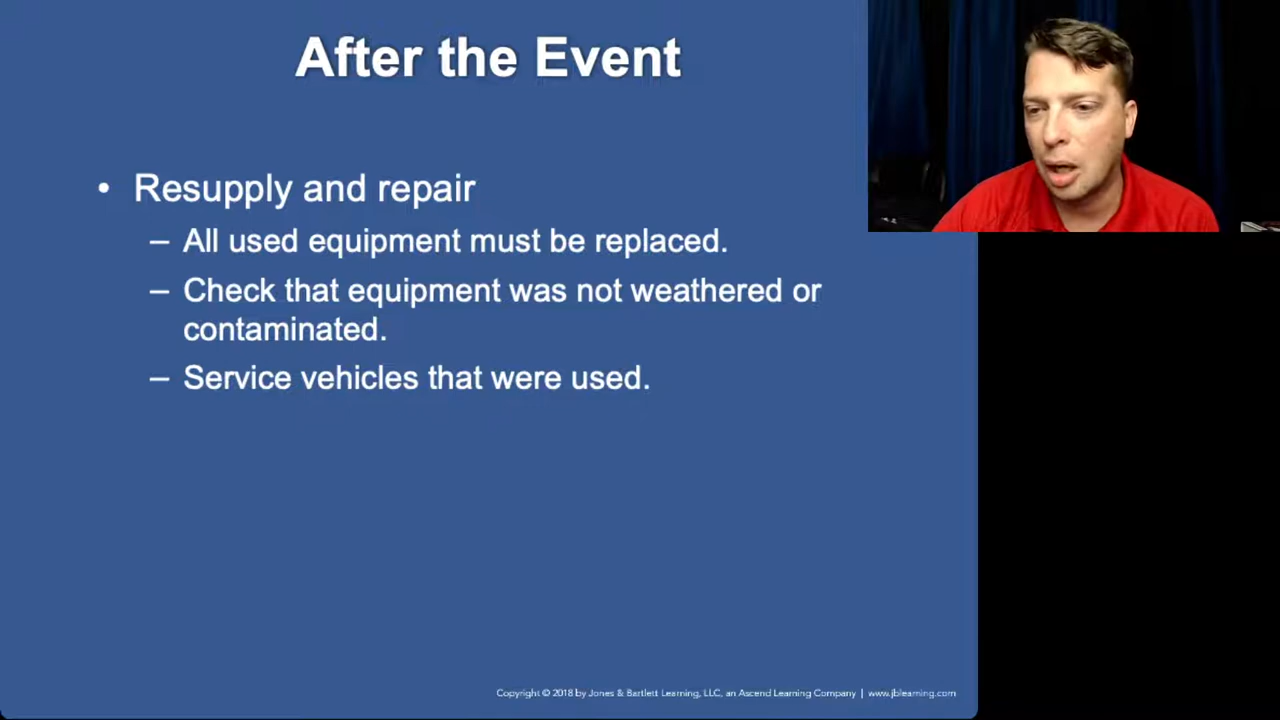 After the Event
• Resupply and repair
– All used equipment must be replaced.
– Check that equipment was not weathered or
contaminated.
– Service vehicles that were used.
Copyright © 2018 by Jones & Bartlett Learning, LLC, an Ascend Learning Company | www.jblearning.com